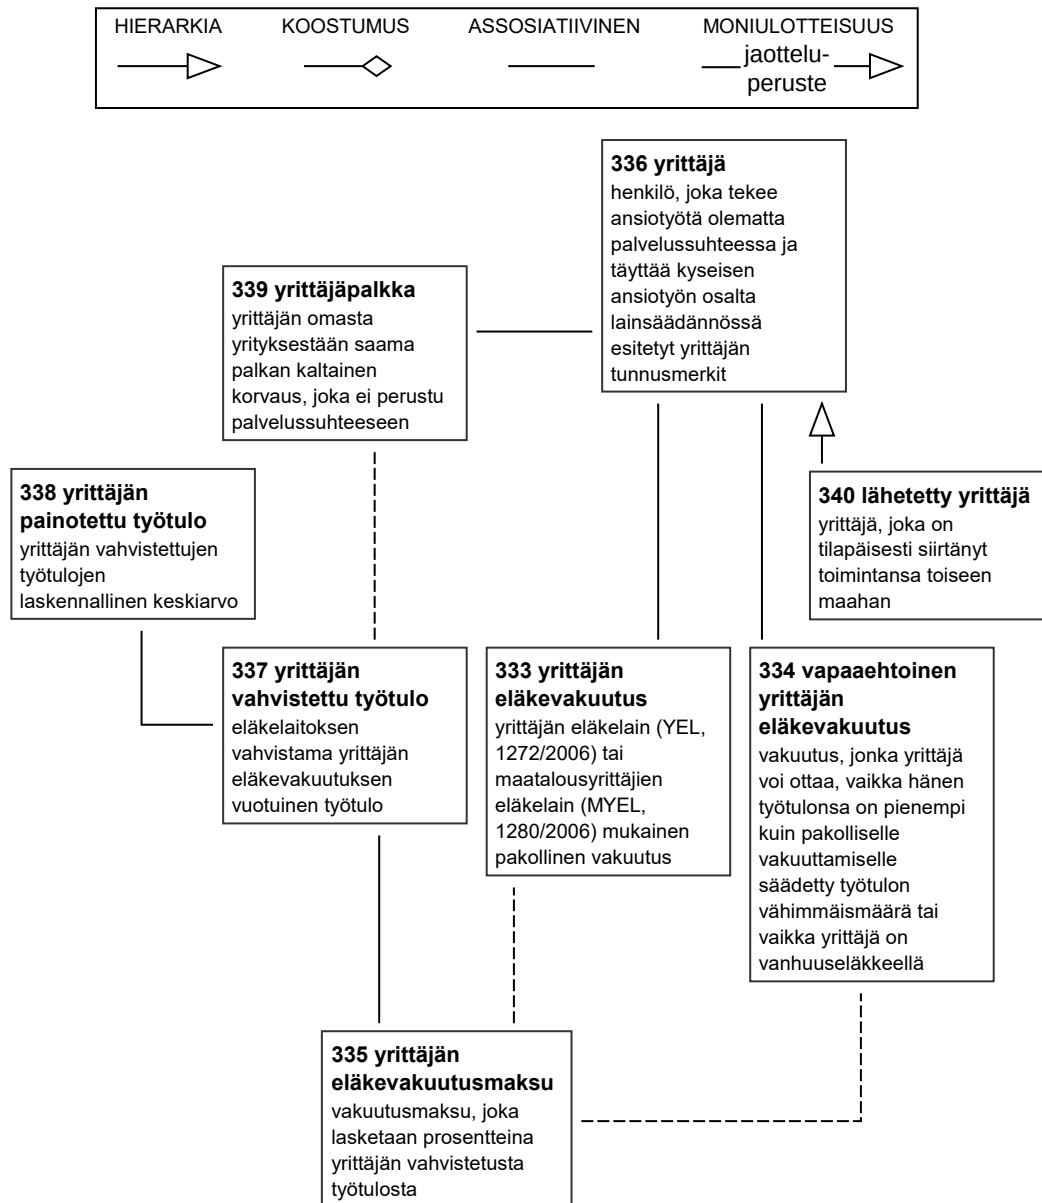 HIERARKIA
KOOSTUMUS
ASSOSIATIIVINEN
MONIULOTTEISUUS
jaottelu-
peruste
336 yrittäjä
henkilö, joka tekee
ansiotyötä olematta
palvelussuhteessa ja
täyttää kyseisen
ansiotyön osalta
lainsäädännössä
esitetyt yrittäjän
tunnusmerkit
339 yrittäjäpalkka
yrittäjän omasta
yrityksestään saama
palkan kaltainen
korvaus, joka ei perustu
palvelussuhteeseen
338 yrittäjän
painotettu työtulo
yrittäjän vahvistettujen
työtulojen
laskennallinen keskiarvo
340 lähetetty yrittäjä
yrittäjä, joka on
tilapäisesti siirtänyt
toimintansa toiseen
maahan
337 yrittäjän
vahvistettu työtulo
eläkelaitoksen
vahvistama yrittäjän
eläkevakuutuksen
vuotuinen työtulo
333 yrittäjän
eläkevakuutus
yrittäjän eläkelain (YEL,
1272/2006) tai
maatalousyrittäjien
eläkelain (MYEL,
1280/2006) mukainen
pakollinen vakuutus
334 vapaaehtoinen
yrittäjän
eläkevakuutus
vakuutus, jonka yrittäjä
voi ottaa, vaikka hänen
työtulonsa on pienempi
kuin pakolliselle
vakuuttamiselle
säädetty työtulon
vähimmäismäärä tai
vaikka yrittäjä on
vanhuuseläkkeellä
335 yrittäjän
eläkevakuutusmaksu
vakuutusmaksu, joka
lasketaan prosentteina
yrittäjän vahvistetusta
työtulosta